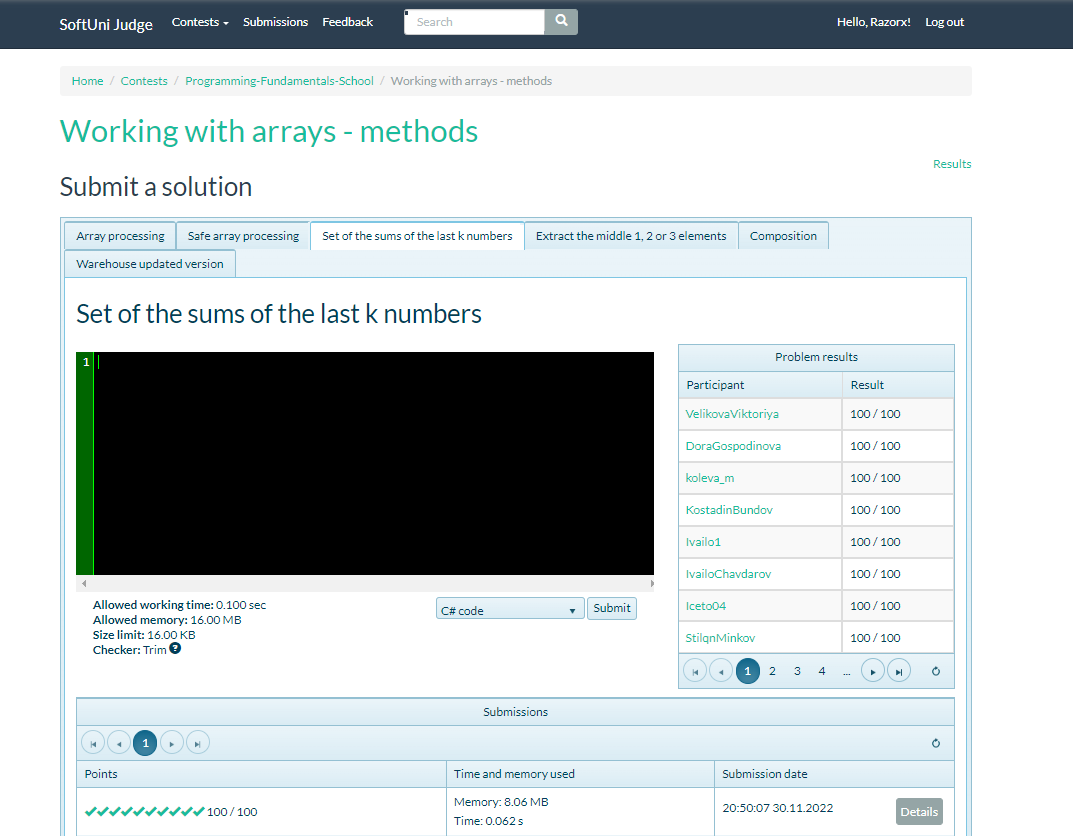 SoftUni Judge Contests Submissions Feedback Search Hello, Razorx! Log out
Home / Contests / Programming-Fundamentals-School / Working with arrays - methods
Working with arrays - methods
Results
Submit a solution
Array processing Safe array processing Set of the sums of the last k numbers Extract the middle 1, 2 or 3 elements Composition
Warehouse updated version
Set of the sums of the last k numbers
1
Problem results
Participant Result
VelikovaViktoriya 100 / 100
DoraGospodinova 100 / 100
koleva_m 100 / 100
KostadinBundov 100 / 100
Ivailo1 100 / 100
IvailoChavdarov 100 / 100
Iceto04 100 / 100
StilqnMinkov 100 / 100
1 2 3 4 ...
Allowed working time: 0.100 sec
Allowed memory: 16.00 MB
Size limit: 16.00 KB
Checker: Trim ?
C# code Submit
Submissions
1
Points Time and memory used Submission date
100 / 100 Memory: 8.06 MB 20:50:07 30.11.2022 Details
Time: 0.062 s